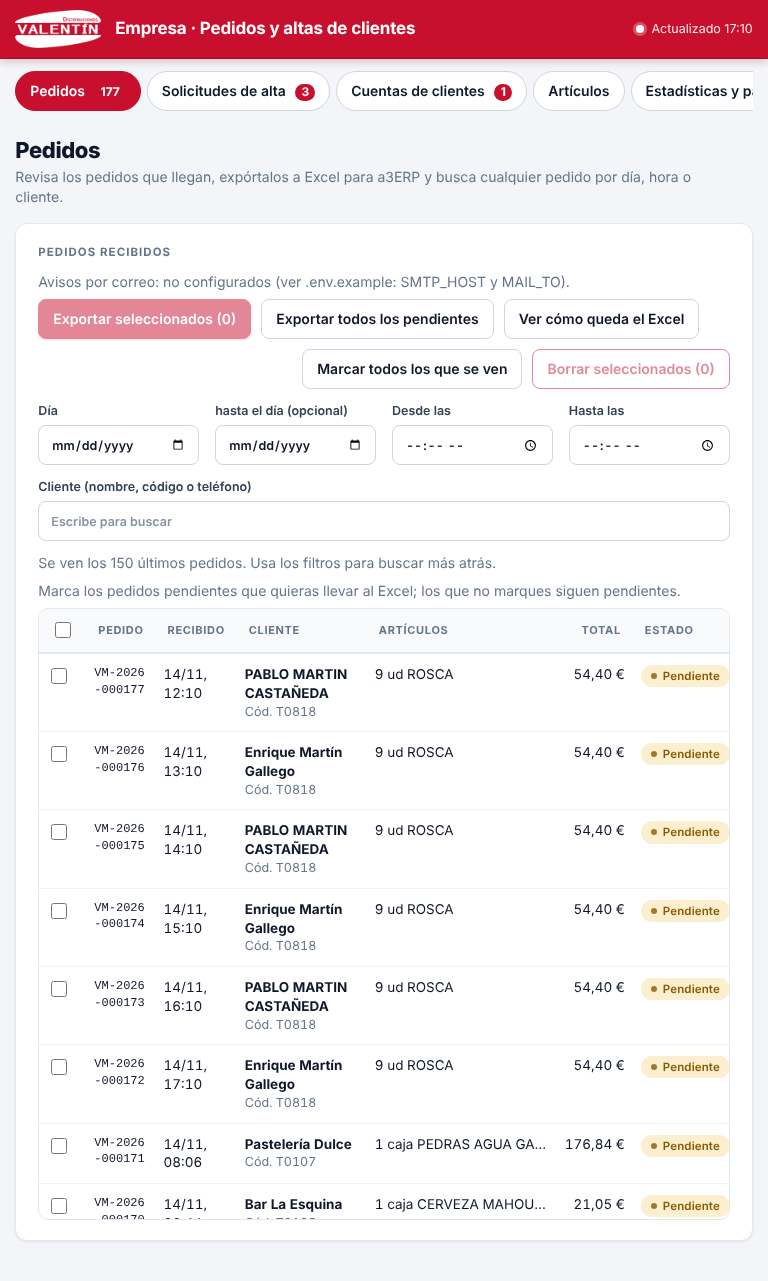 Distribuciones
VALENTÍN
Empresa · Pedidos y altas de clientes
Actualizado 17:10
Pedidos 177
Solicitudes de alta 3
Cuentas de clientes 1
Artículos
Estadísticas y pa
Pedidos
Revisa los pedidos que llegan, expórtalos a Excel para a3ERP y busca cualquier pedido por día, hora o
cliente.
PEDIDOS RECIBIDOS
Avisos por correo: no configurados (ver .env.example: SMTP_HOST y MAIL_TO).
Exportar seleccionados (0)
Exportar todos los pendientes
Ver cómo queda el Excel
Marcar todos los que se ven
Borrar seleccionados (0)
Día
hasta el día (opcional)
Desde las
Hasta las
mm/dd/yyyy
mm/dd/yyyy
--:-- --
--:-- --
Cliente (nombre, código o teléfono)
Escribe para buscar
Se ven los 150 últimos pedidos. Usa los filtros para buscar más atrás.
Marca los pedidos pendientes que quieras llevar al Excel; los que no marques siguen pendientes.
PEDIDO RECIBIDO CLIENTE ARTÍCULOS TOTAL ESTADO
VM-2026 14/11, PABLO MARTIN 9 ud ROSCA 54,40 € Pendiente
-000177 12:10 CASTAÑEDA
Cód. T0818
VM-2026 14/11, Enrique Martín 9 ud ROSCA 54,40 € Pendiente
-000176 13:10 Gallego
Cód. T0818
VM-2026 14/11, PABLO MARTIN 9 ud ROSCA 54,40 € Pendiente
-000175 14:10 CASTAÑEDA
Cód. T0818
VM-2026 14/11, Enrique Martín 9 ud ROSCA 54,40 € Pendiente
-000174 15:10 Gallego
Cód. T0818
VM-2026 14/11, PABLO MARTIN 9 ud ROSCA 54,40 € Pendiente
-000173 16:10 CASTAÑEDA
Cód. T0818
VM-2026 14/11, Enrique Martín 9 ud ROSCA 54,40 € Pendiente
-000172 17:10 Gallego
Cód. T0818
VM-2026 14/11, Pastelería Dulce 1 caja PEDRAS AGUA GA... 176,84 € Pendiente
-000171 08:06 Cód. T0107
VM-2026 14/11, Bar La Esquina 1 caja CERVEZA MAHOU... 21,05 € Pendiente
-000170